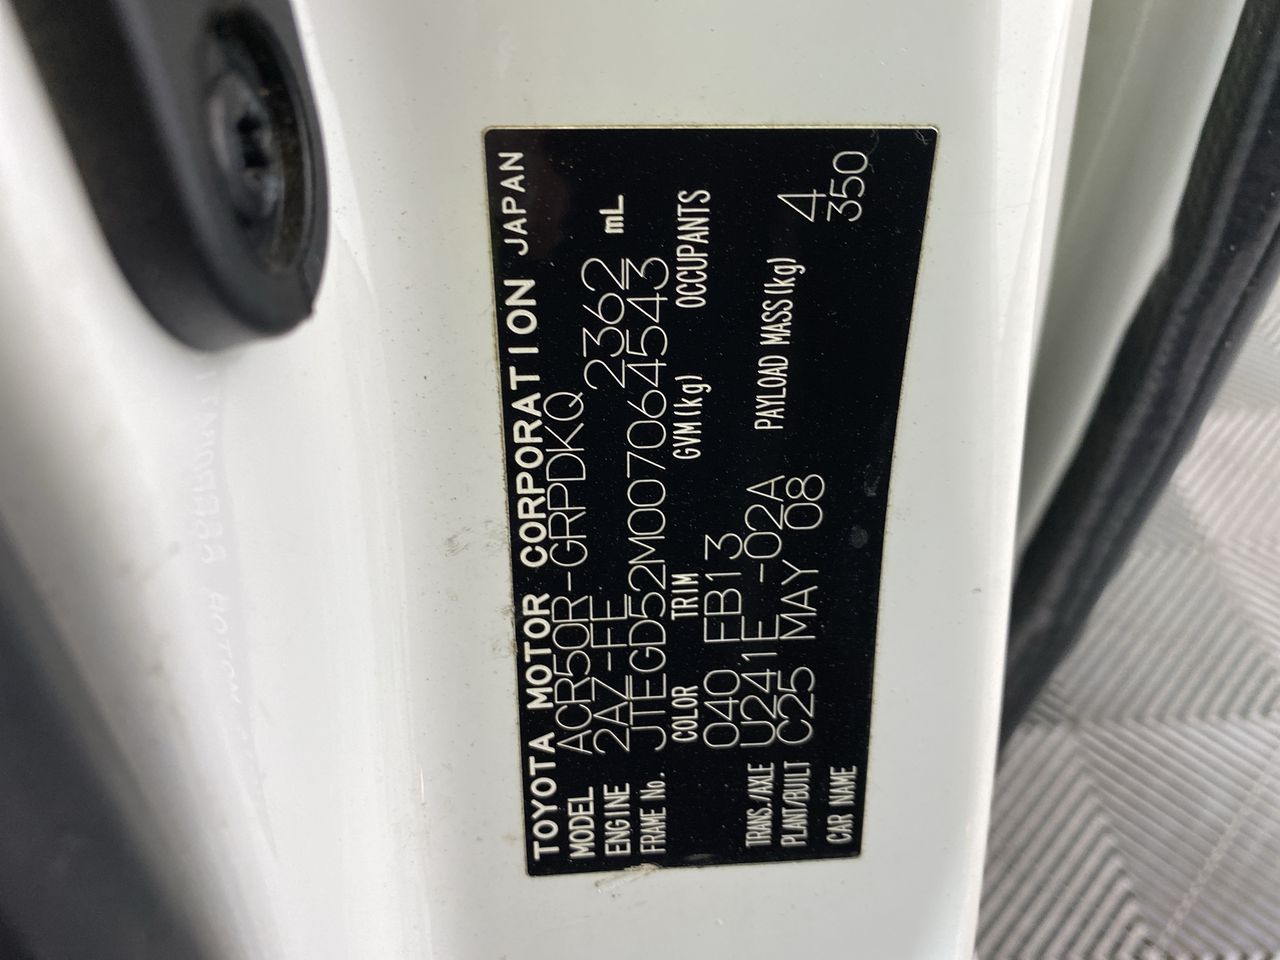 TOYOTA MOTOR CORPORATION JAPAN
MODEL ACR50R-GRPDKQ
ENGINE 2AZ-FE 2362 mL
FRAME No. JTEGD52M007064543
COLOR TRIM GVM(kg) OCCUPANTS
040 FB13 4
TRANS./AXLE U241E -02A PAYLOAD MASS(kg) 350
PLANT/BUILT C25 MAY 08
CAR NAME